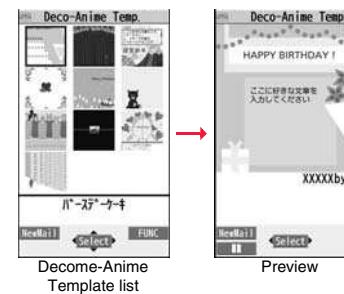 Deco-Anime Temp.
バースデーケーキ
NewMail
Select
FUNC
Decome-Anime
Template list
Deco-Anime Temp
HAPPY BIRTHDAY !
ここに好きな文章を
入力してください
XXXXXby
NewMail
Select
Preview